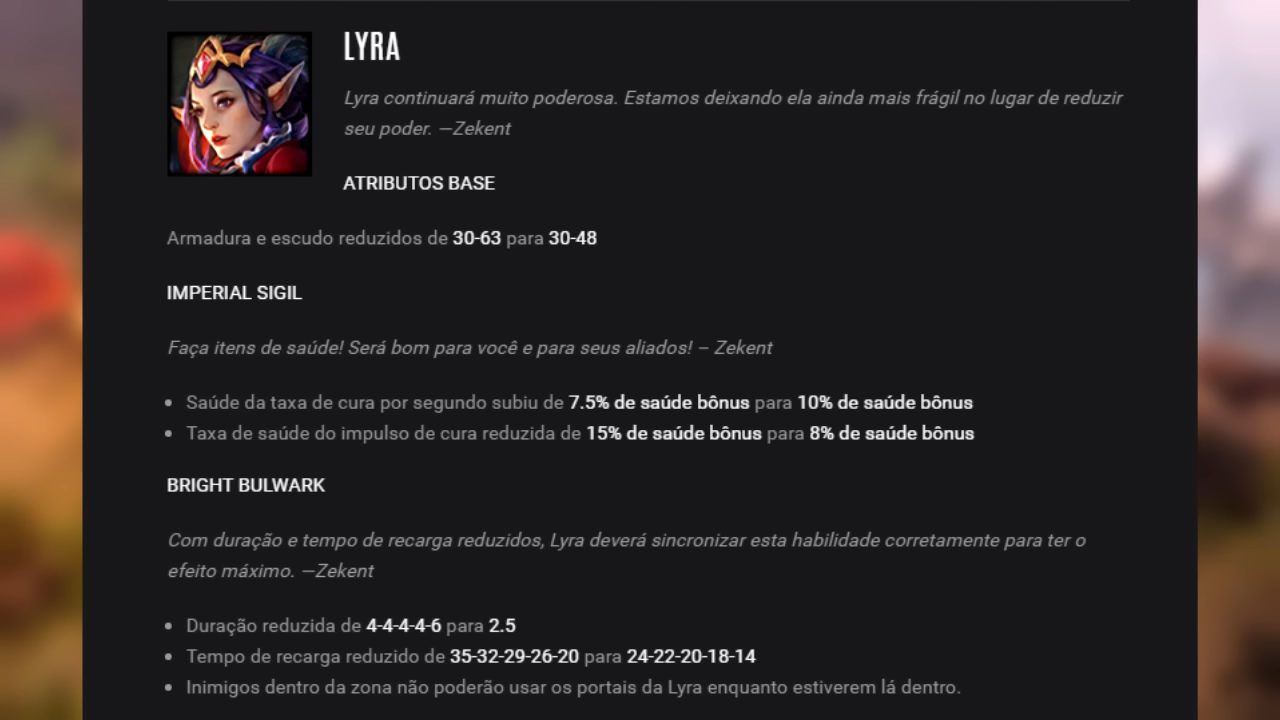 LYRA
Lyra continuará muito poderosa. Estamos deixando ela ainda mais frágil no lugar de reduzir
seu poder. —Zekent
ATRIBUTOS BASE
Armadura e escudo reduzidos de 30-63 para 30-48
IMPERIAL SIGIL
Faça itens de saúde! Será bom para você e para seus aliados! – Zekent
• Saúde da taxa de cura por segundo subiu de 7.5% de saúde bônus para 10% de saúde bônus
• Taxa de saúde do impulso de cura reduzida de 15% de saúde bônus para 8% de saúde bônus
BRIGHT BULWARK
Com duração e tempo de recarga reduzidos, Lyra deverá sincronizar esta habilidade corretamente para ter o
efeito máximo. —Zekent
• Duração reduzida de 4-4-4-4-6 para 2.5
• Tempo de recarga reduzido de 35-32-29-26-20 para 24-22-20-18-14
• Inimigos dentro da zona não poderão usar os portais da Lyra enquanto estiverem lá dentro.